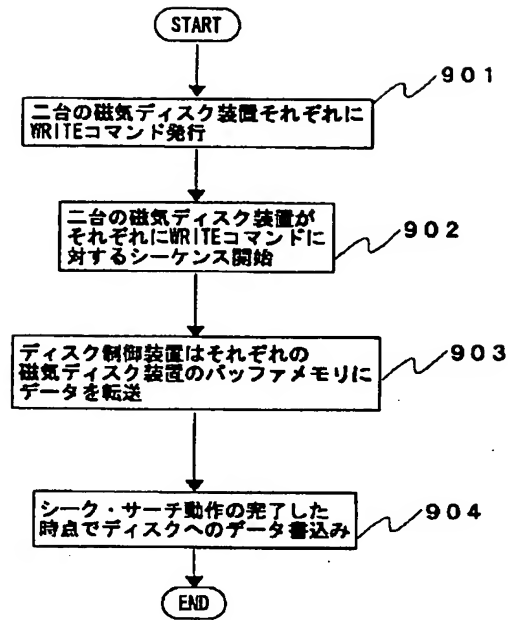 START
901
二台の磁気ディスク装置それぞれに
WRITEコマンド発行
二台の磁気ディスク装置が
それぞれにWRITEコマンドに
対するシーケンス開始
902
ディスク制御装置はそれぞれの
磁気ディスク装置のバッファメモリに
データを転送
903
シーク・サーチ動作の完了した
時点でディスクへのデータ書込み
904
END